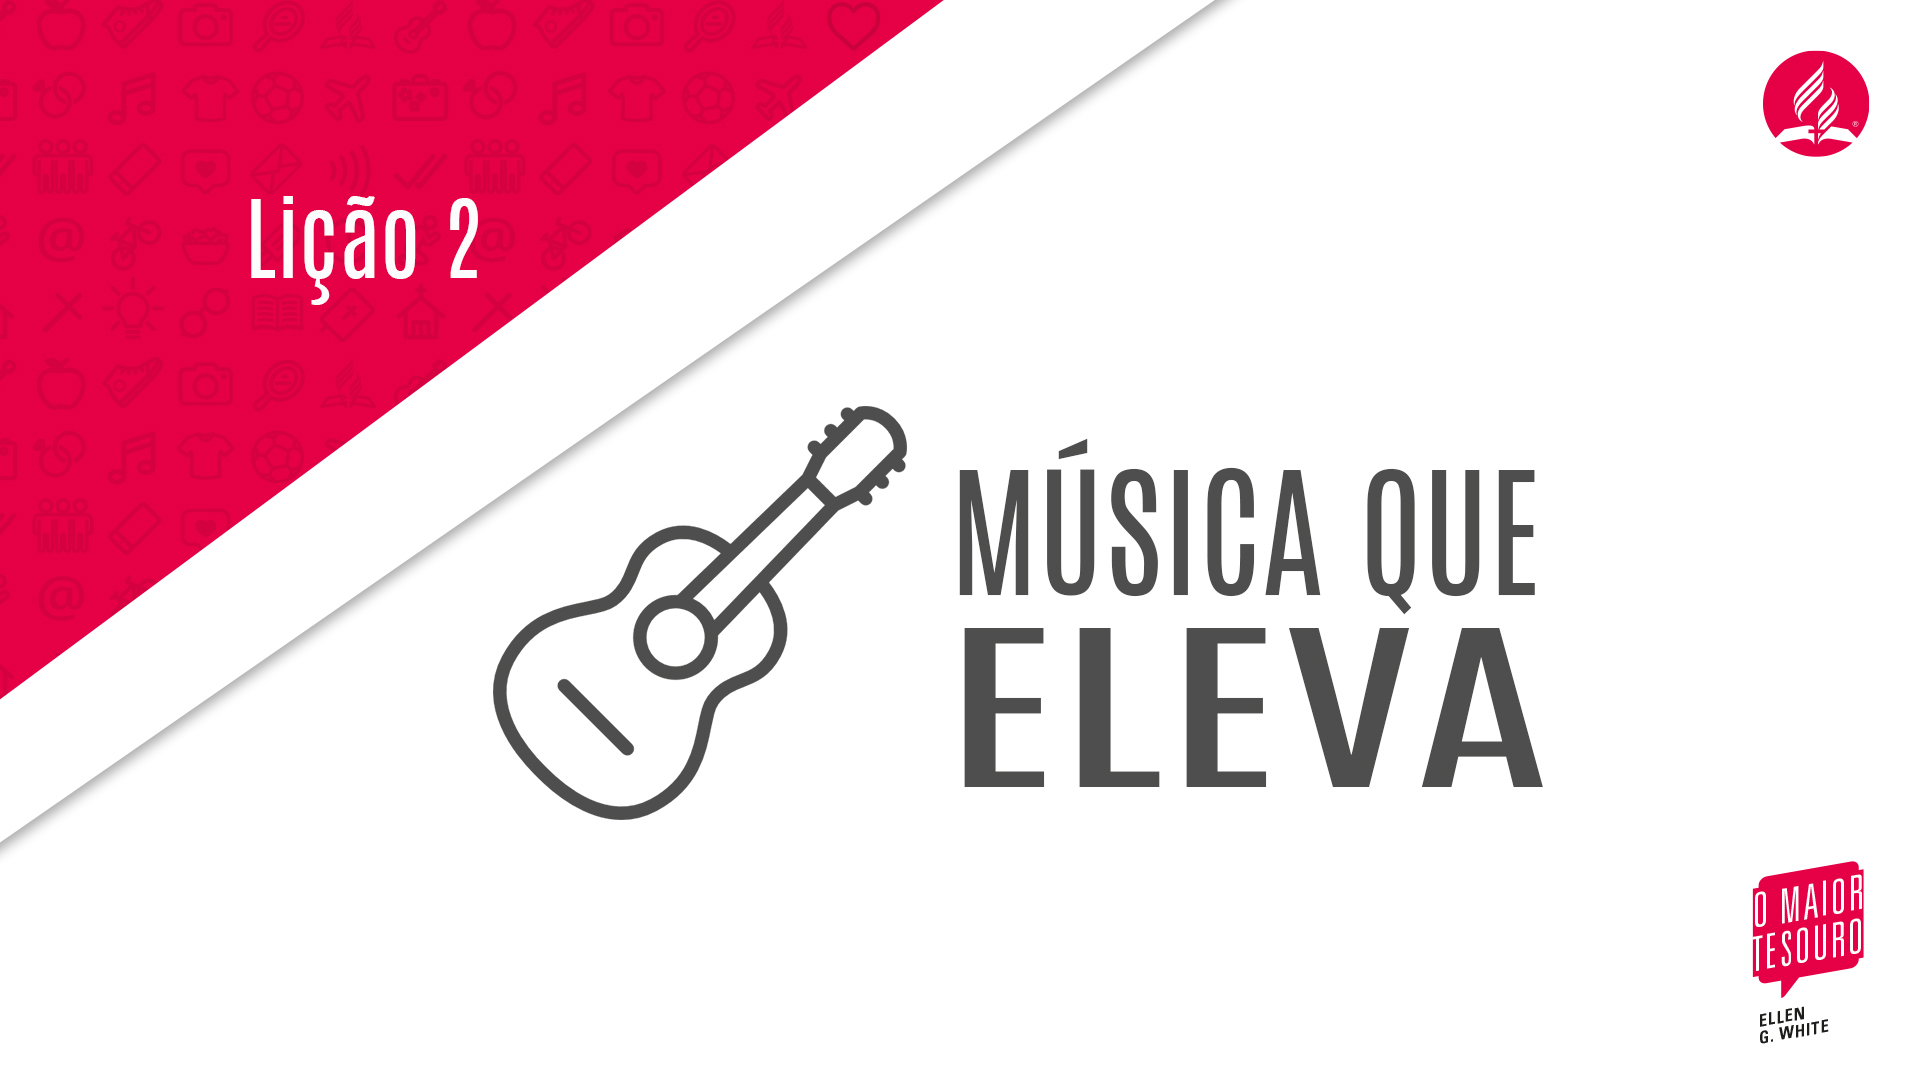 Lição 2
MÚSICA QUE
ELEVA
®
O MAIOR
TESOURO
ELLEN
G. WHITE